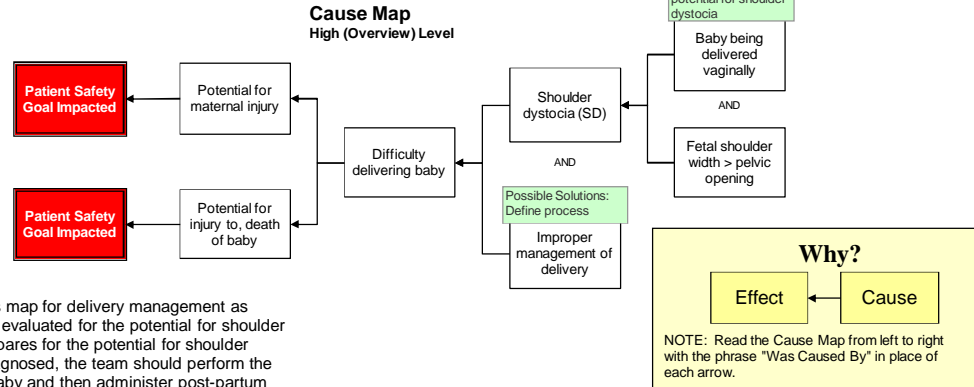 Cause Map
High (Overview) Level
potential for shoulder
dystocia
Baby being
delivered
vaginally
AND
Fetal shoulder
width > pelvic
opening
Patient Safety
Goal Impacted
Potential for
maternal injury
Shoulder
dystocia (SD)
Difficulty
delivering baby
AND
Possible Solutions:
Define process
Improper
management of
delivery
Patient Safety
Goal Impacted
Potential for
injury to, death
of baby
Why?
Effect
Cause
NOTE: Read the Cause Map from left to right
with the phrase "Was Caused By" in place of
each arrow.
map for delivery management as
evaluated for the potential for shoulder
for the potential for shoulder
the team should perform the
and then administer post-partum